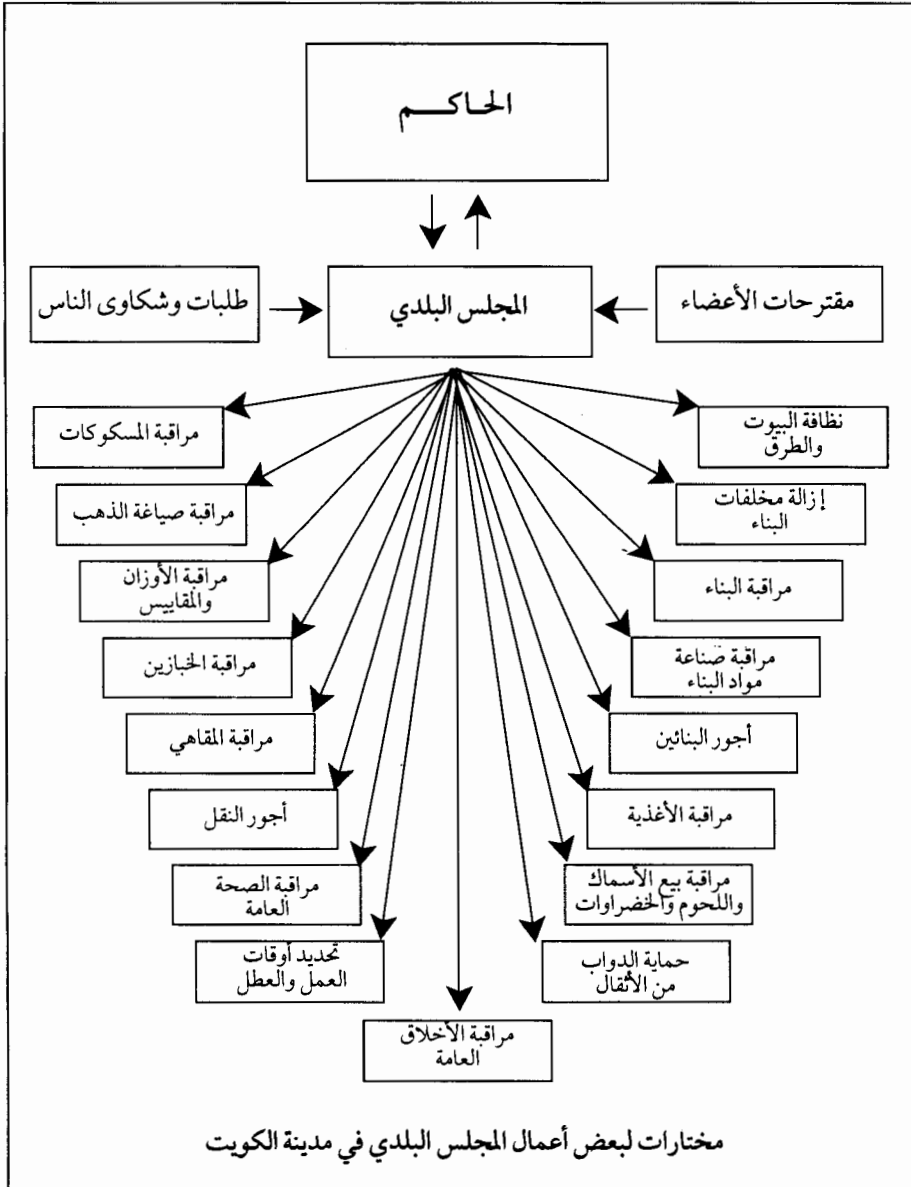 الحاكم
مقترحات الأعضاء
المجلس البلدي
طلبات وشكاوى الناس
نظافة البيوت
والطرق
إزالة مخلفات
البناء
مراقبة البناء
مراقبة صناعة
مواد البناء
أجور البنائين
مراقبة الأغذية
مراقبة بيع الأسماك
واللحوم والخضراوات
حماية الدواب
من الأثقال
مراقبة الأخلاق
العامة
مراقبة المسكوكات
مراقبة صياغة الذهب
مراقبة الأوزان
والمقاييس
مراقبة الخبازين
مراقبة المقاهي
أجور النقل
مراقبة الصحة
العامة
تحديد أوقات
العمل والعطل
مختارات لبعض أعمال المجلس البلدي في مدينة الكويت